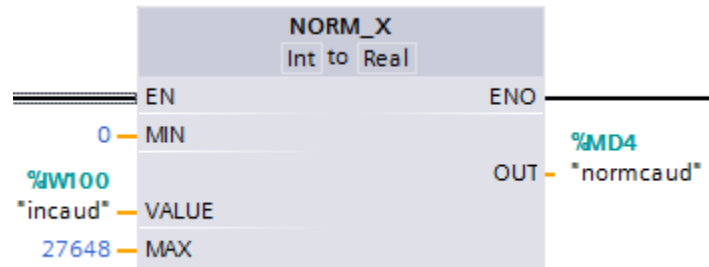 NORM_X
Int to Real
EN ENO
0 MIN
%MD4
OUT "normcaud"
%IW100
"incaud" VALUE
27648 MAX